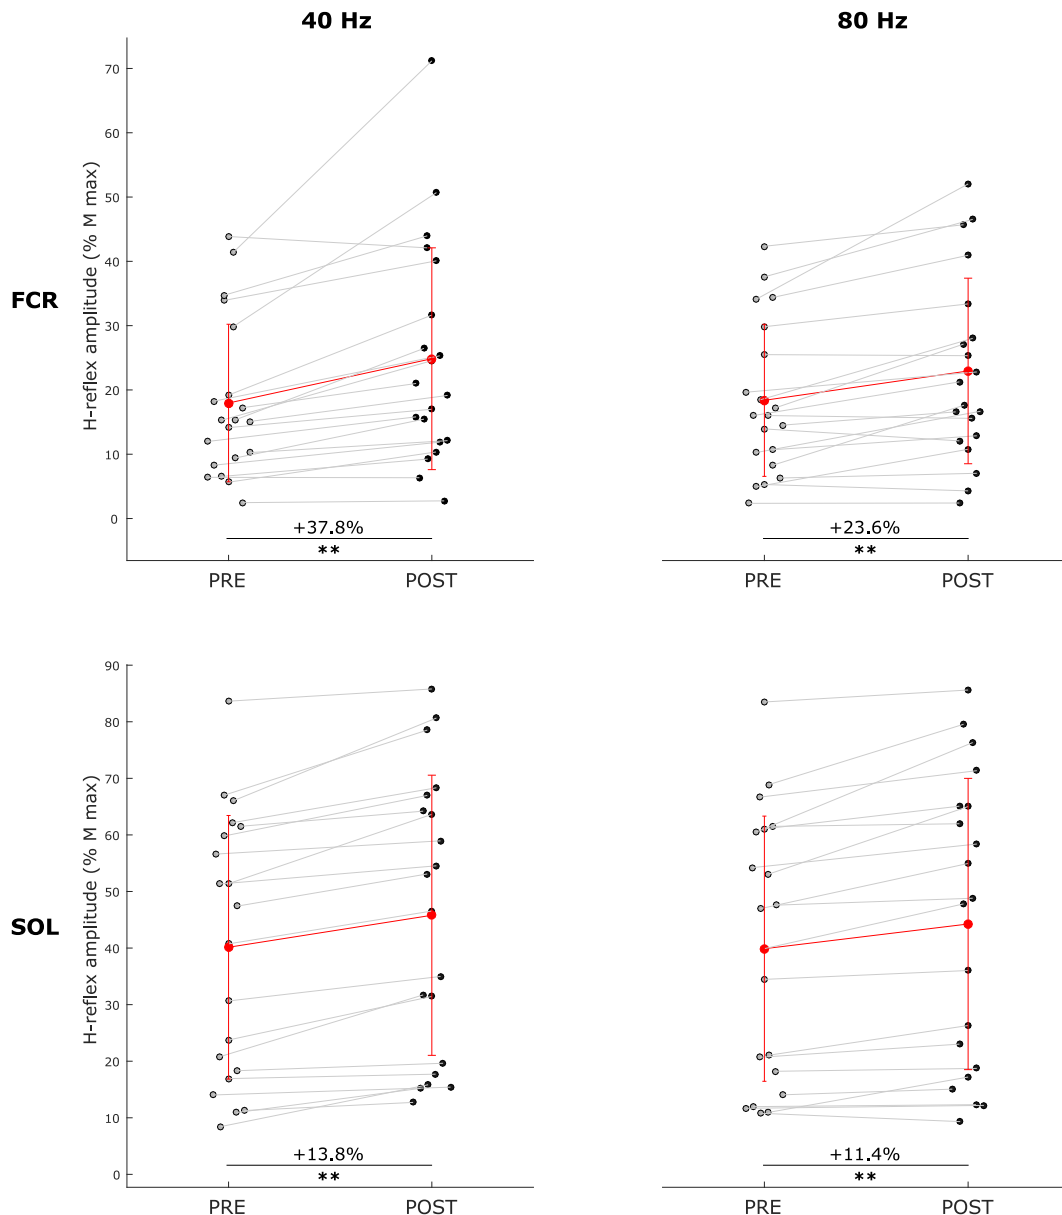 40 Hz
80 Hz
FCR
H-reflex amplitude (% M max)
70
60
50
40
30
20
10
0
+37.8%
**
PRE
POST
+23.6%
**
PRE
POST
SOL
H-reflex amplitude (% M max)
90
80
70
60
50
40
30
20
10
0
+13.8%
**
PRE
POST
+11.4%
**
PRE
POST